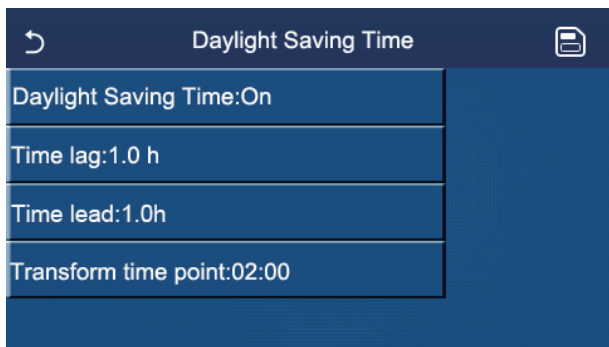 Daylight Saving Time
Daylight Saving Time:On
Time lag:1.0 h
Time lead:1.0h
Transform time point:02:00